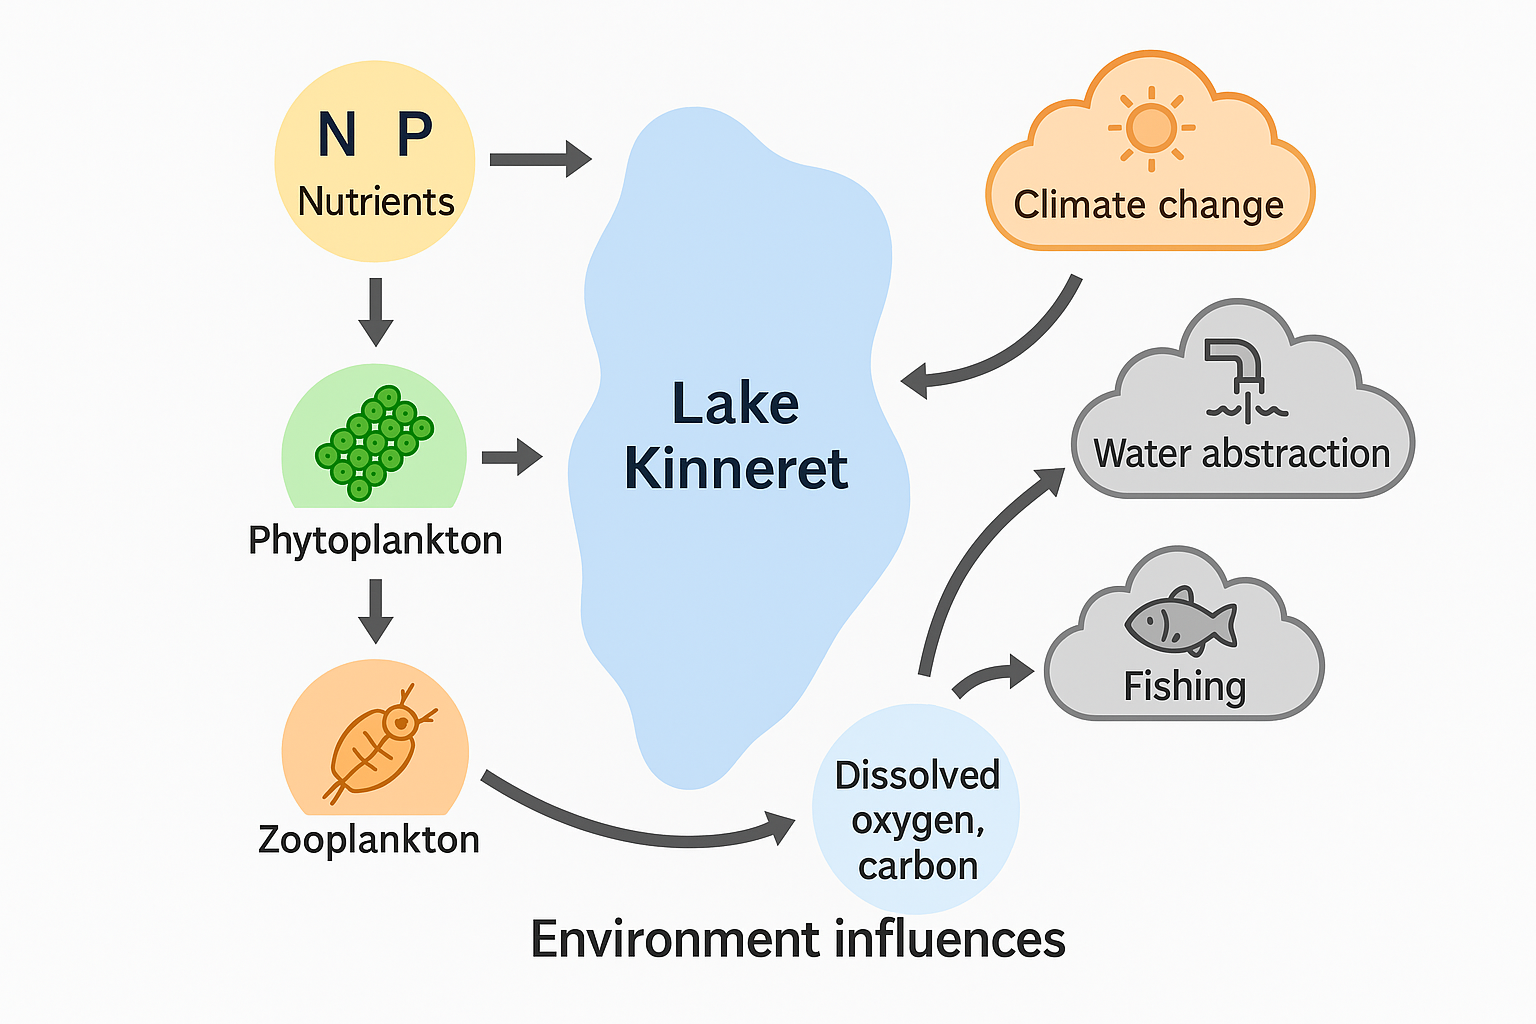 N P
Nutrients
Phytoplankton
Zooplankton
Lake
Kinneret
Climate change
Water abstraction
Fishing
Dissolved
oxygen,
carbon
Environment influences